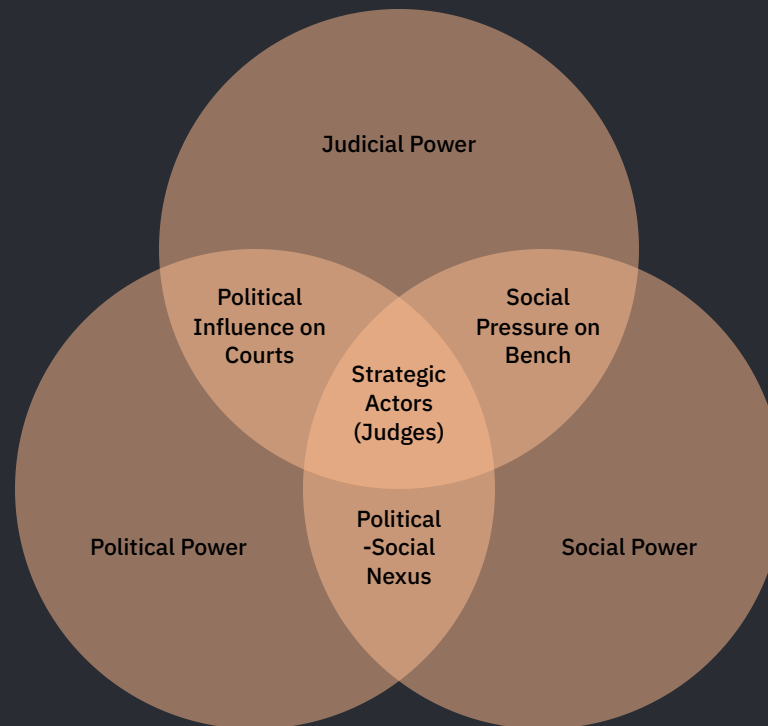 Judicial Power
Political
Influence on
Courts
Social
Pressure on
Bench
Strategic
Actors
(Judges)
Political
-Social
Nexus
Political Power
Social Power